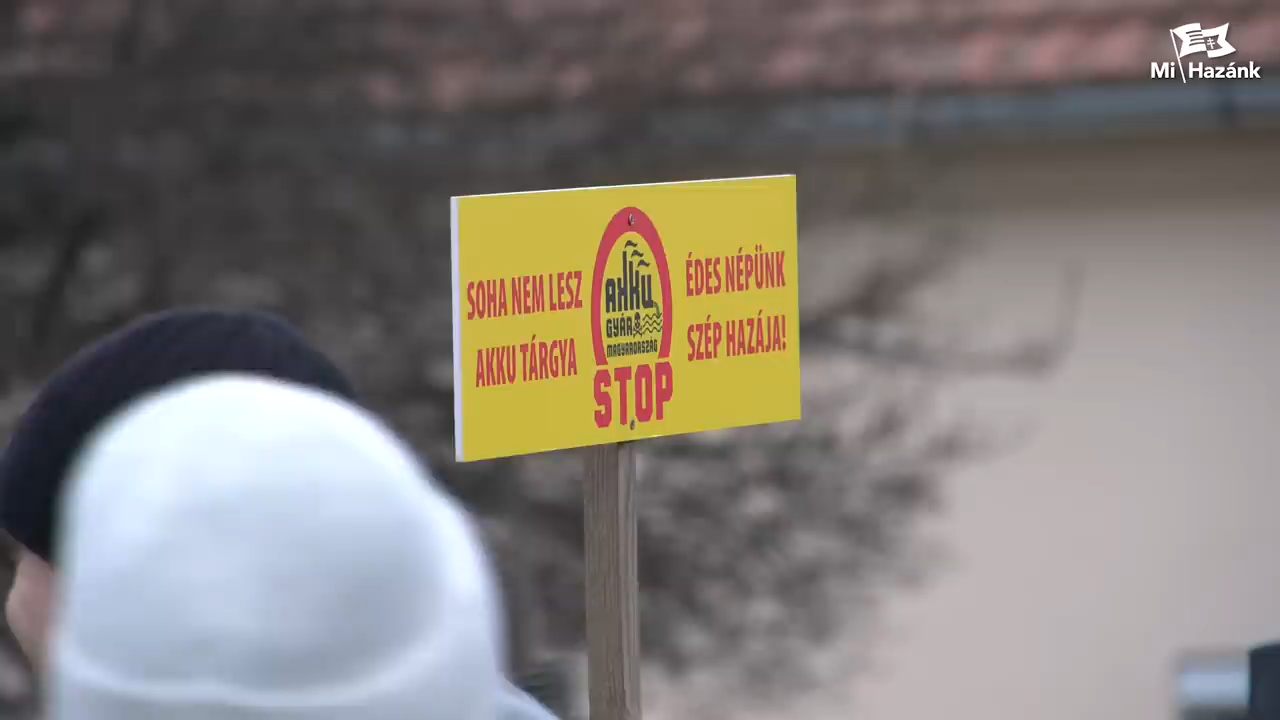 Mi Hazánk
SOHA NEM LESZ
AKKU TÁRGYA
AKKU
GYÁR
MAGYARORSZÁG
STOP
ÉDES NÉPÜNK
SZÉP HAZÁJA!